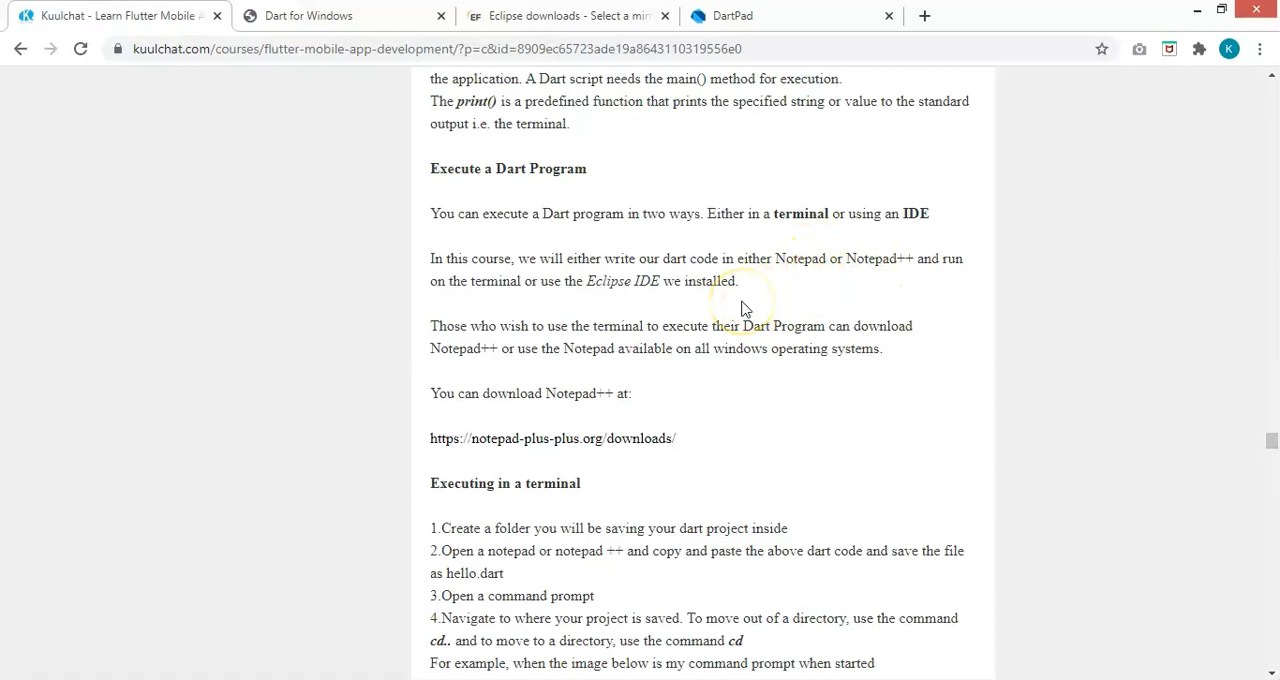 Kuulchat - Learn Flutter Mobile A
Dart for Windows
Eclipse downloads - Select a mirr
DartPad
kuulchat.com/courses/flutter-mobile-app-development/?p=c&id=8909ec65723ade19a8643110319556e0
K
the application. A Dart script needs the main() method for execution.
The print() is a predefined function that prints the specified string or value to the standard
output i.e. the terminal.
Execute a Dart Program
You can execute a Dart program in two ways. Either in a terminal or using an IDE
In this course, we will either write our dart code in either Notepad or Notepad++ and run
on the terminal or use the Eclipse IDE we installed.
Those who wish to use the terminal to execute their Dart Program can download
Notepad++ or use the Notepad available on all windows operating systems.
You can download Notepad++ at:
https://notepad-plus-plus.org/downloads/
Executing in a terminal
1.Create a folder you will be saving your dart project inside
2.Open a notepad or notepad ++ and copy and paste the above dart code and save the file
as hello.dart
3.Open a command prompt
4.Navigate to where your project is saved. To move out of a directory, use the command
cd.. and to move to a directory, use the command cd
For example, when the image below is my command prompt when started